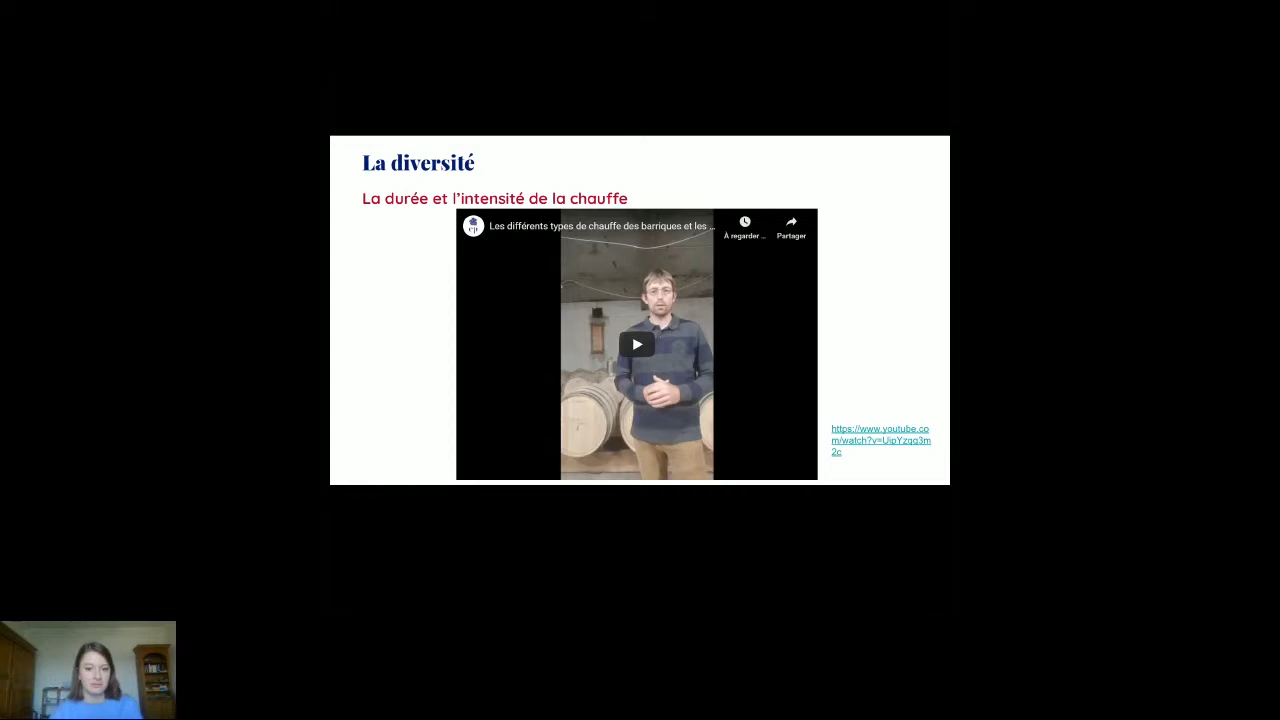 La diversité
La durée et l'intensité de la chauffe
Les différents types de chauffe des barriques et les ...
À regarder ...
Partager
https://www.youtube.co
m/watch?v=UipYzgg3m
2c